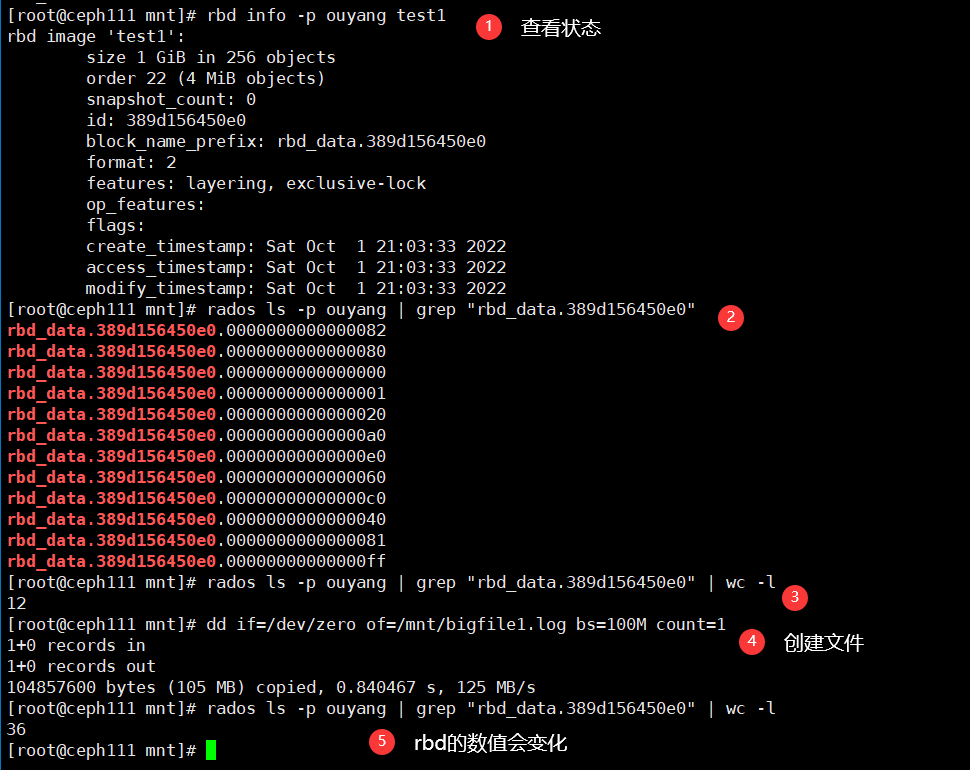 [root@ceph111 mnt]# rbd info -p ouyang test1
1 查看状态
rbd image 'test1':
size 1 GiB in 256 objects
order 22 (4 MiB objects)
snapshot_count: 0
id: 389d156450e0
block_name_prefix: rbd_data.389d156450e0
format: 2
features: layering, exclusive-lock
op_features:
flags:
create_timestamp: Sat Oct  1 21:03:33 2022
access_timestamp: Sat Oct  1 21:03:33 2022
modify_timestamp: Sat Oct  1 21:03:33 2022
[root@ceph111 mnt]# rados ls -p ouyang | grep "rbd_data.389d156450e0"
2
rbd_data.389d156450e0.0000000000000082
rbd_data.389d156450e0.0000000000000080
rbd_data.389d156450e0.0000000000000000
rbd_data.389d156450e0.0000000000000001
rbd_data.389d156450e0.0000000000000020
rbd_data.389d156450e0.00000000000000a0
rbd_data.389d156450e0.00000000000000e0
rbd_data.389d156450e0.0000000000000060
rbd_data.389d156450e0.00000000000000c0
rbd_data.389d156450e0.0000000000000040
rbd_data.389d156450e0.0000000000000081
rbd_data.389d156450e0.00000000000000ff
[root@ceph111 mnt]# rados ls -p ouyang | grep "rbd_data.389d156450e0" | wc -l
3
12
[root@ceph111 mnt]# dd if=/dev/zero of=/mnt/bigfile1.log bs=100M count=1
4 创建文件
1+0 records in
1+0 records out
104857600 bytes (105 MB) copied, 0.840467 s, 125 MB/s
[root@ceph111 mnt]# rados ls -p ouyang | grep "rbd_data.389d156450e0" | wc -l
36
5 rbd的数值会变化
[root@ceph111 mnt]#